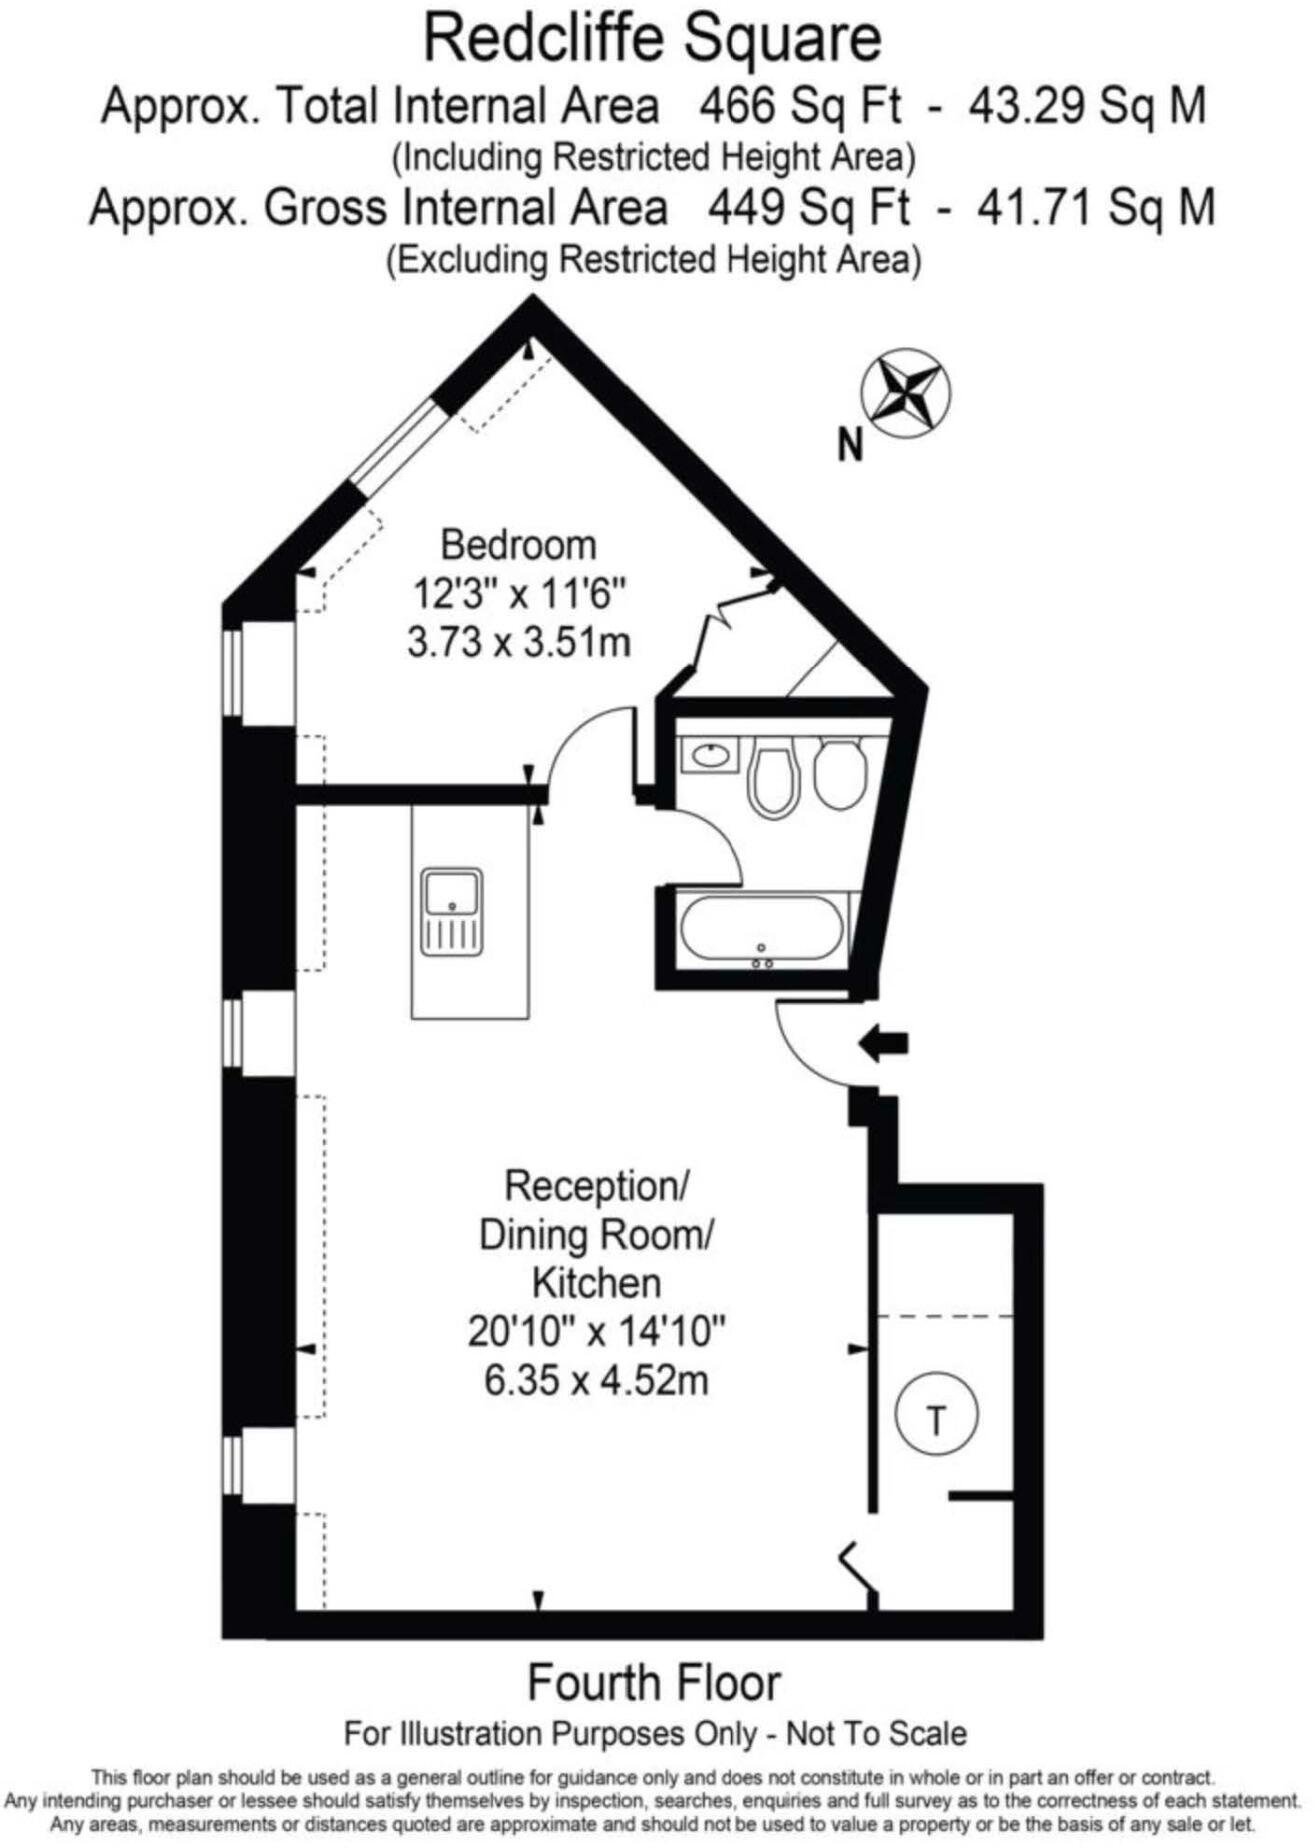 Redcliffe Square
Approx. Total Internal Area 466 Sq Ft - 43.29 Sq M
(Including Restricted Height Area)
Approx. Gross Internal Area 449 Sq Ft - 41.71 Sq M
(Excluding Restricted Height Area)
N
Bedroom
12'3" x 11'6"
3.73 x 3.51m
Reception/
Dining Room/
Kitchen
20'10" x 14'10"
6.35 x 4.52m
T
Fourth Floor
For Illustration Purposes Only - Not To Scale
This floor plan should be used as a general outline for guidance only and does not constitute in whole or in part an offer or contract.
Any intending purchaser or lessee should satisfy themselves by inspection, searches, enquiries and full survey as to the correctness of each statement.
Any areas, measurements or distances quoted are approximate and should not be used to value a property or be the basis of any sale or let.